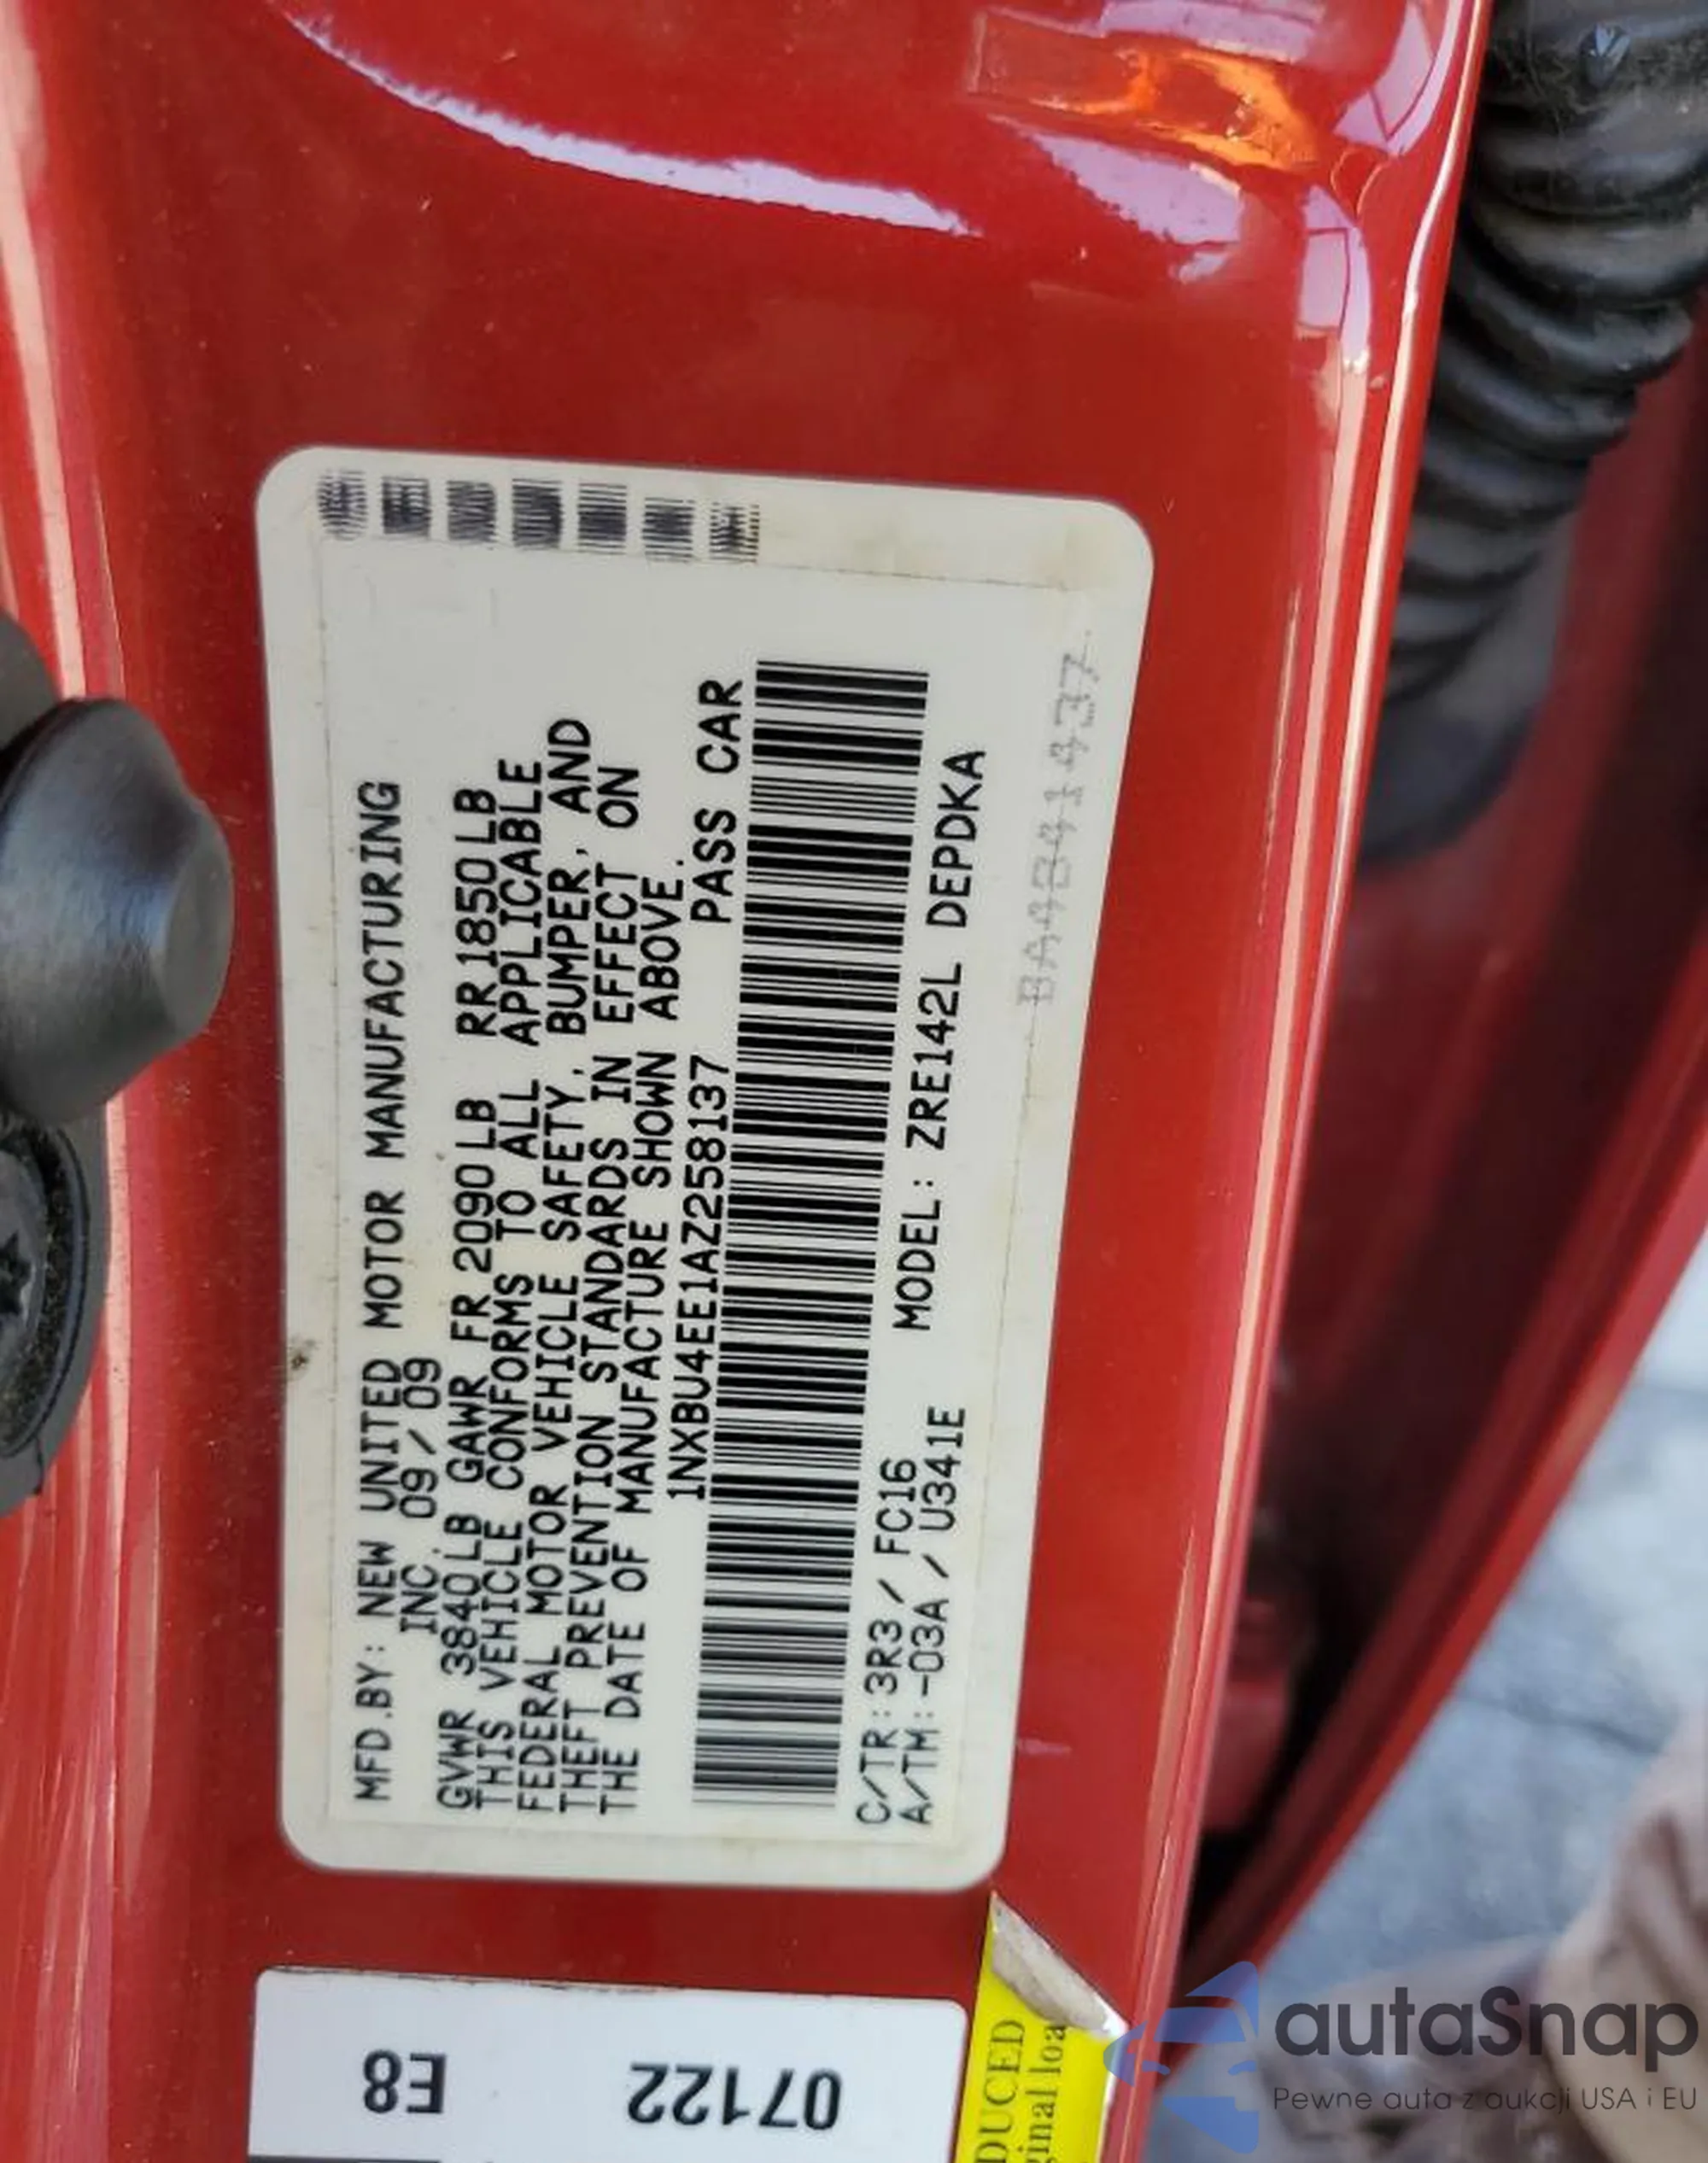 MFD.BY: NEW UNITED MOTOR MANUFACTURING
INC. 09/09
GVWR 3840LB GAWR FR 2090LB RR 1850LB
THIS VEHICLE CONFORMS TO ALL APPLICABLE
FEDERAL MOTOR VEHICLE SAFETY, BUMPER, AND
THEFT PREVENTION STANDARDS IN EFFECT ON
THE DATE OF MANUFACTURE SHOWN ABOVE.
1NXBU4EE1AZ258137 PASS CAR
C/TR: 3R3/FC16 MODEL: ZRE142L DEPDKA
A/TM:-03A/U341E
E8
07122
DUCED
ginal loa
autaSnap
Pewne auta z aukcji USA i EU